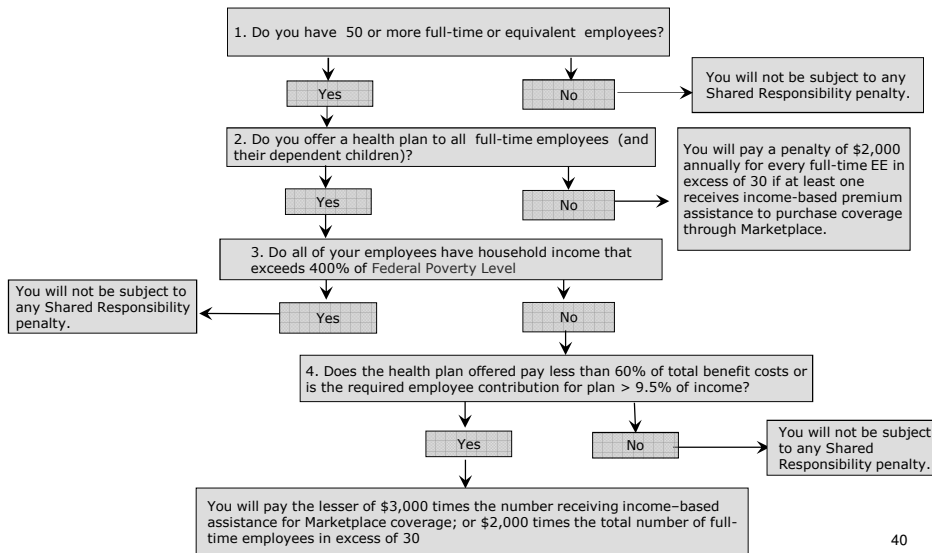 1. Do you have 50 or more full-time or equivalent employees?
Yes
No
You will not be subject to any
Shared Responsibility penalty.
2. Do you offer a health plan to all full-time employees (and
their dependent children)?
Yes
No
You will pay a penalty of $2,000
annually for every full-time EE in
excess of 30 if at least one
receives income-based premium
assistance to purchase coverage
through Marketplace.
3. Do all of your employees have household income that
exceeds 400% of Federal Poverty Level
You will not be subject to
any Shared Responsibility
penalty.
Yes
No
4. Does the health plan offered pay less than 60% of total benefit costs or
is the required employee contribution for plan > 9.5% of income?
Yes
No
You will not be subject
to any Shared
Responsibility penalty.
You will pay the lesser of $3,000 times the number receiving income–based
assistance for Marketplace coverage; or $2,000 times the total number of full-
time employees in excess of 30
40